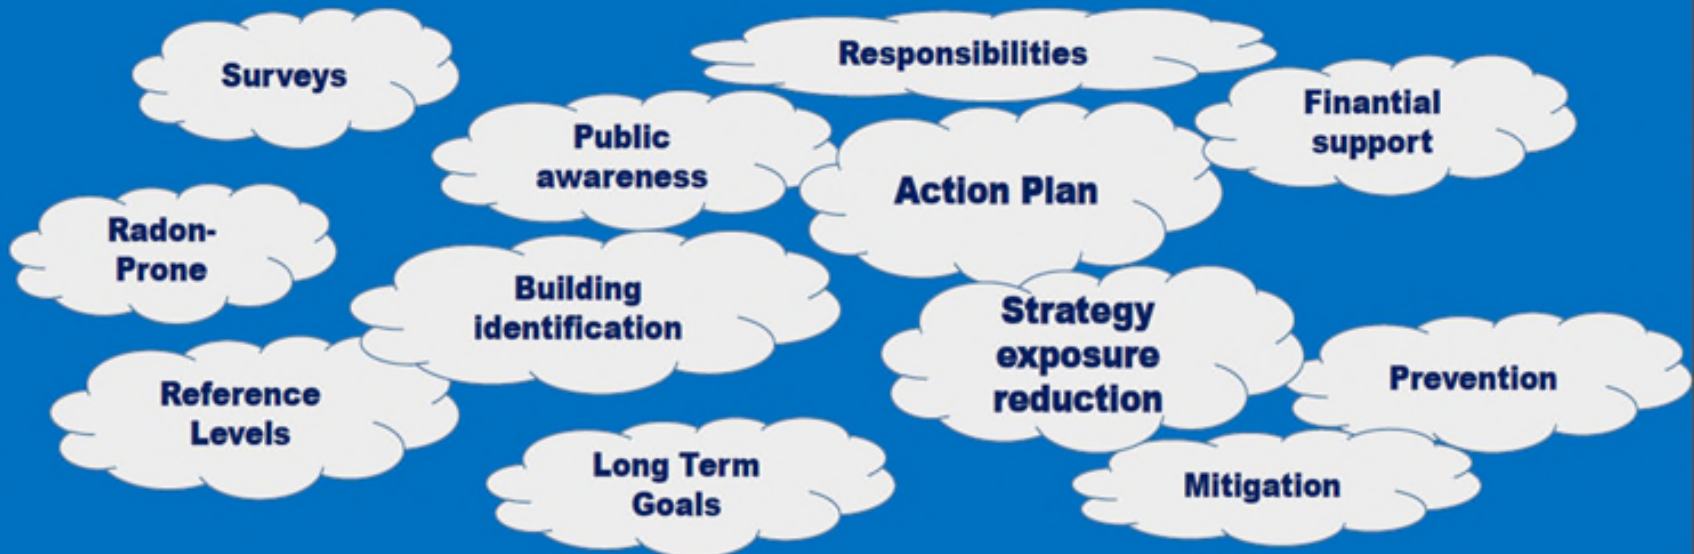 Surveys
Responsibilities
Finantial
support
Public
awareness
Action Plan
Radon-
Prone
Building
identification
Strategy
exposure
reduction
Prevention
Reference
Levels
Long Term
Goals
Mitigation